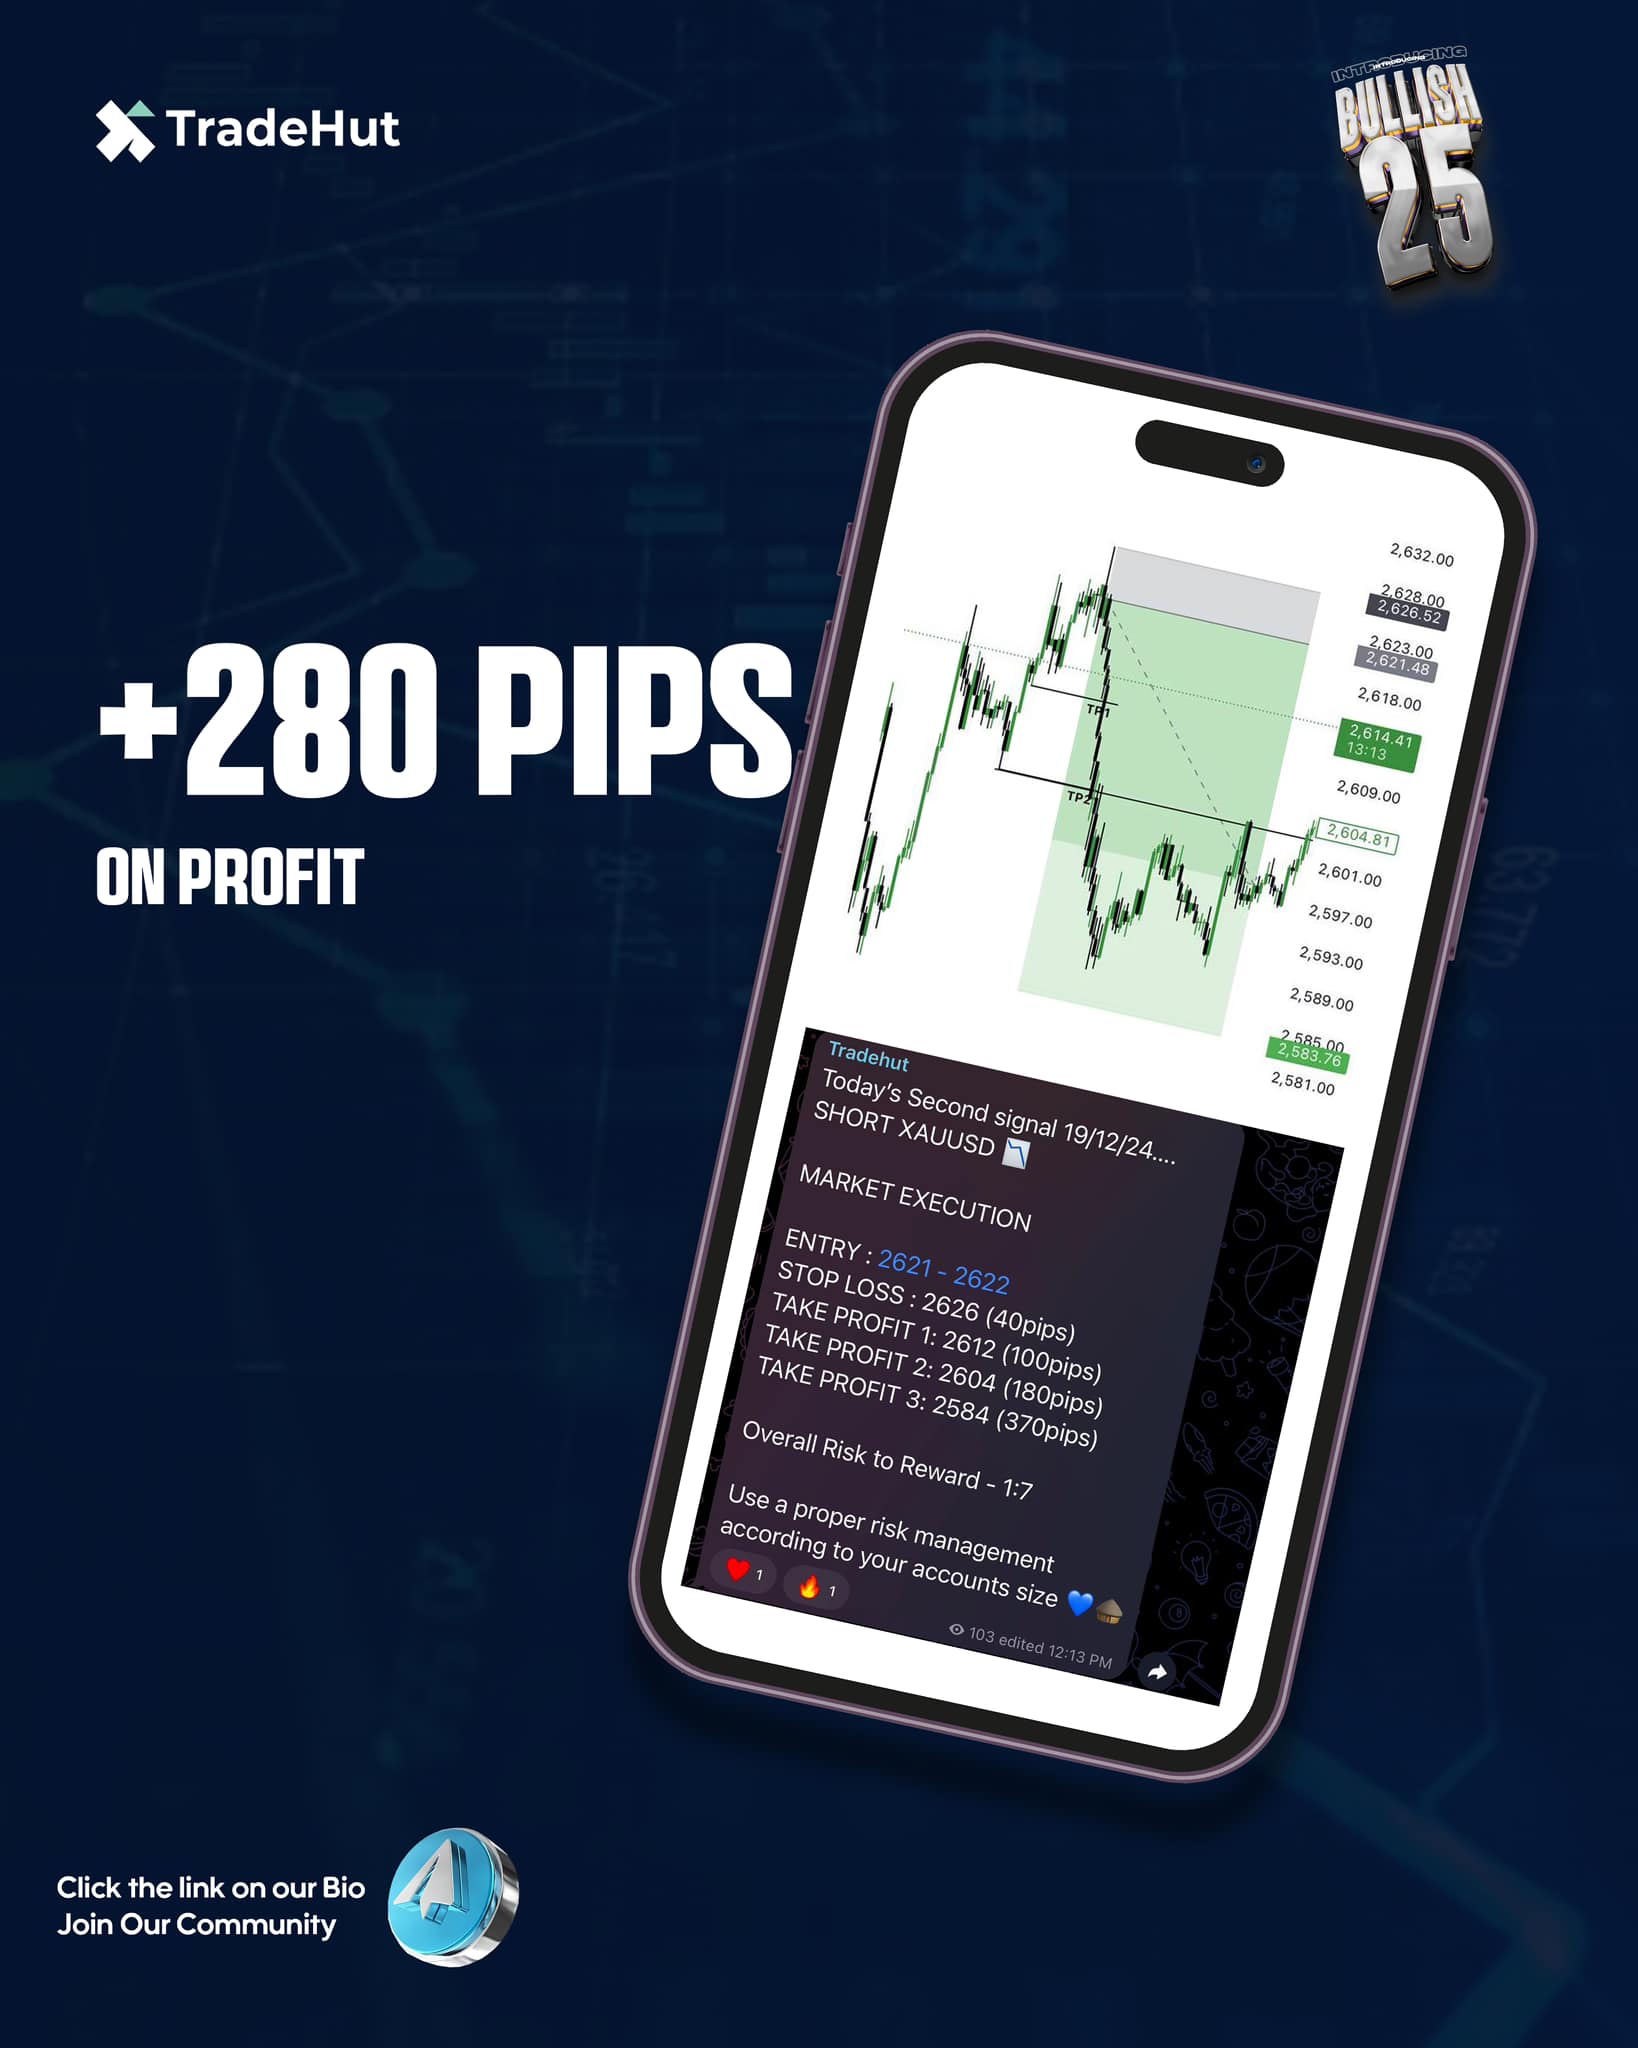 TradeHut
INTRODUCING
INTRODUCING
BULLISH
25
+280 PIPS
ON PROFIT
2,632.00
2,628.00
2,626.52
2,623.00
2,621.48
2,618.00
TP1
2,614.41
13:13
2,609.00
TP2
2,604.81
2,601.00
2,597.00
2,593.00
2,589.00
2,585.00
2,583.76
2,581.00
Tradehut
Today's Second signal 19/12/24....
SHORT XAUUSD 📉
MARKET EXECUTION
ENTRY : 2621 - 2622
STOP LOSS : 2626 (40pips)
TAKE PROFIT 1: 2612 (100pips)
TAKE PROFIT 2: 2604 (180pips)
TAKE PROFIT 3: 2584 (370pips)
Overall Risk to Reward - 1:7
Use a proper risk management
according to your accounts size 💙🛖
❤️ 1 🔥 1
103 edited 12:13 PM
Click the link on our Bio
Join Our Community